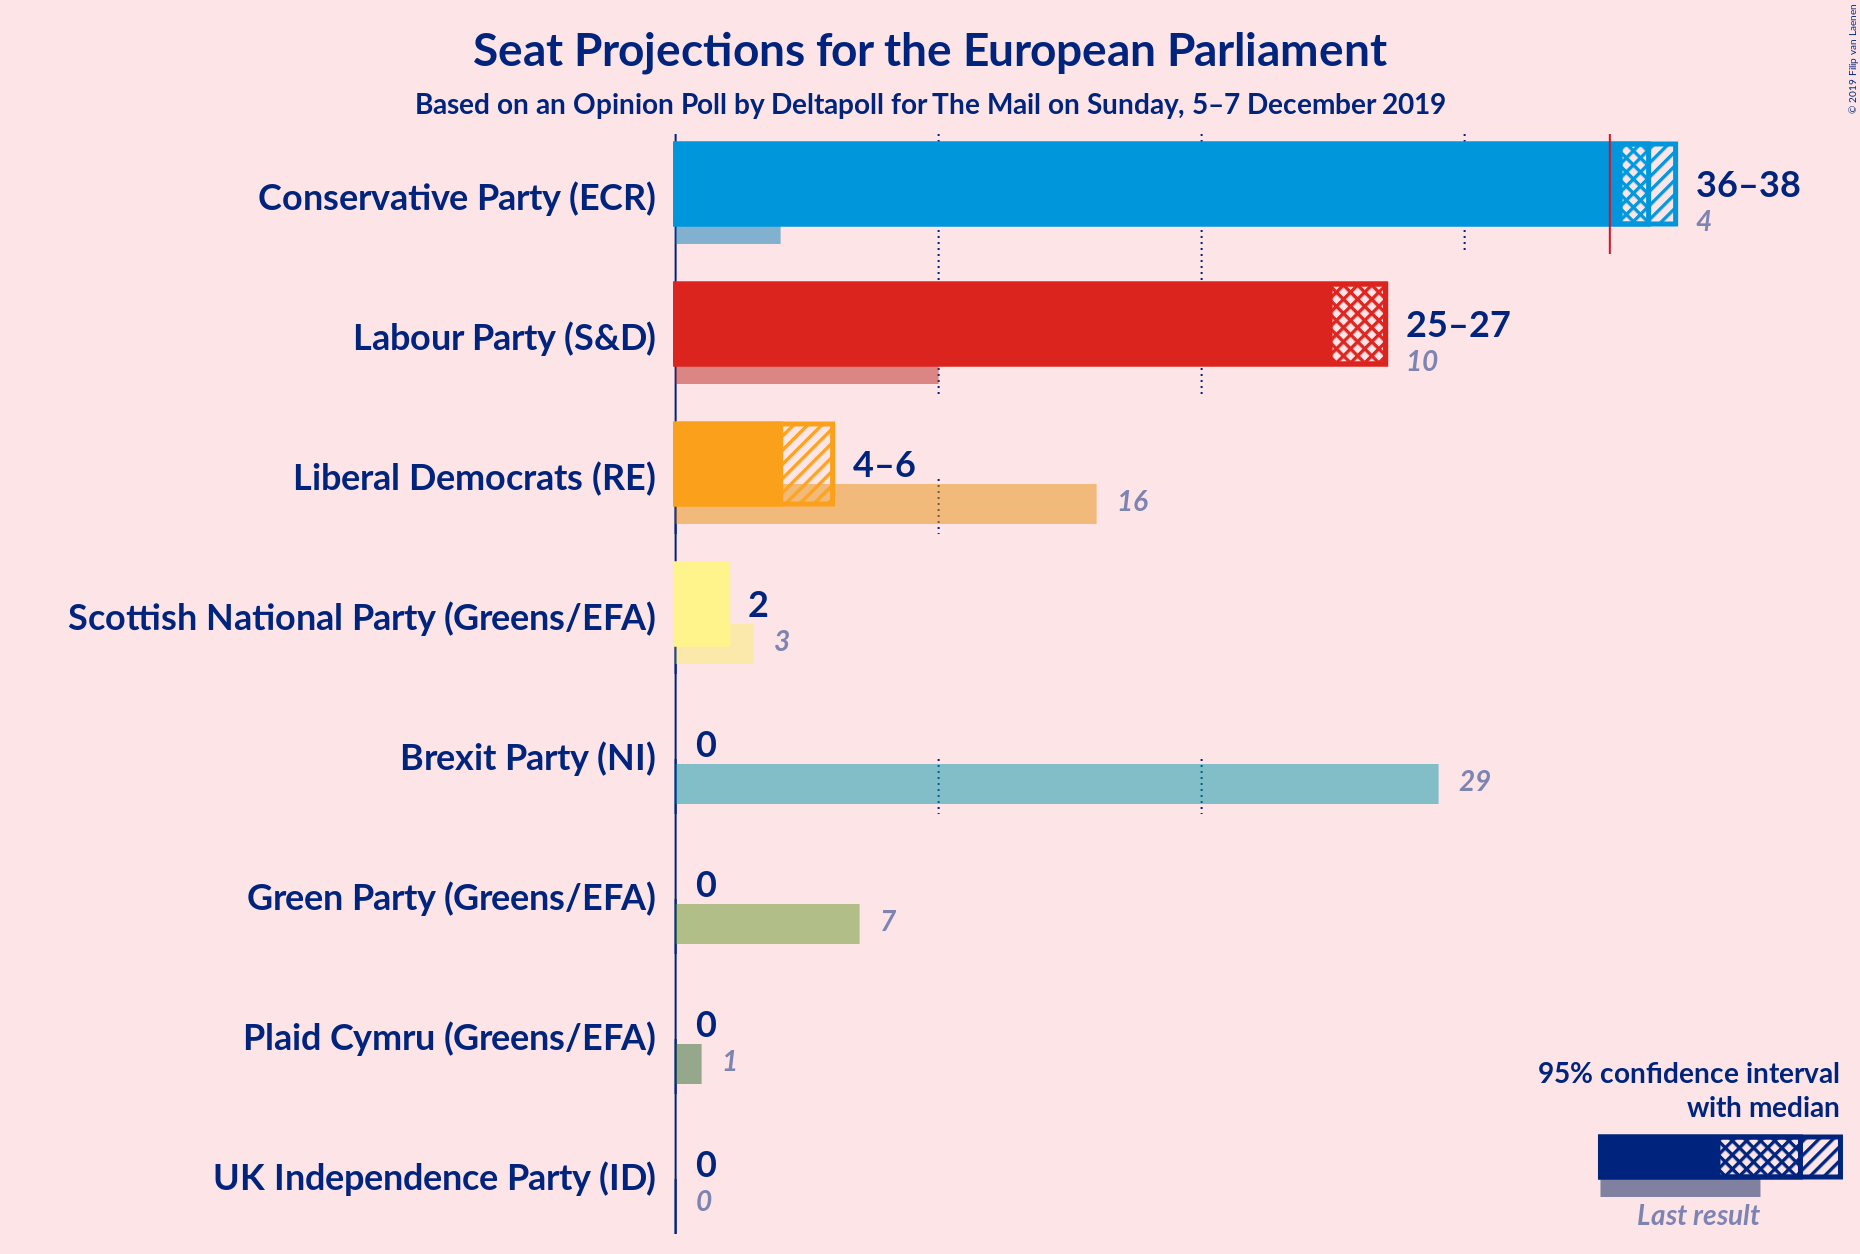 Seat Projections for the European Parliament
Based on an Opinion Poll by Deltapoll for The Mail on Sunday, 5–7 December 2019
© 2019 Filip van Laenen
Conservative Party (ECR)
36–38
4
Labour Party (S&D)
25–27
10
Liberal Democrats (RE)
4–6
16
Scottish National Party (Greens/EFA)
2
3
Brexit Party (NI)
0
29
Green Party (Greens/EFA)
0
7
Plaid Cymru (Greens/EFA)
0
1
UK Independence Party (ID)
0
0
95% confidence interval
with median
Last result